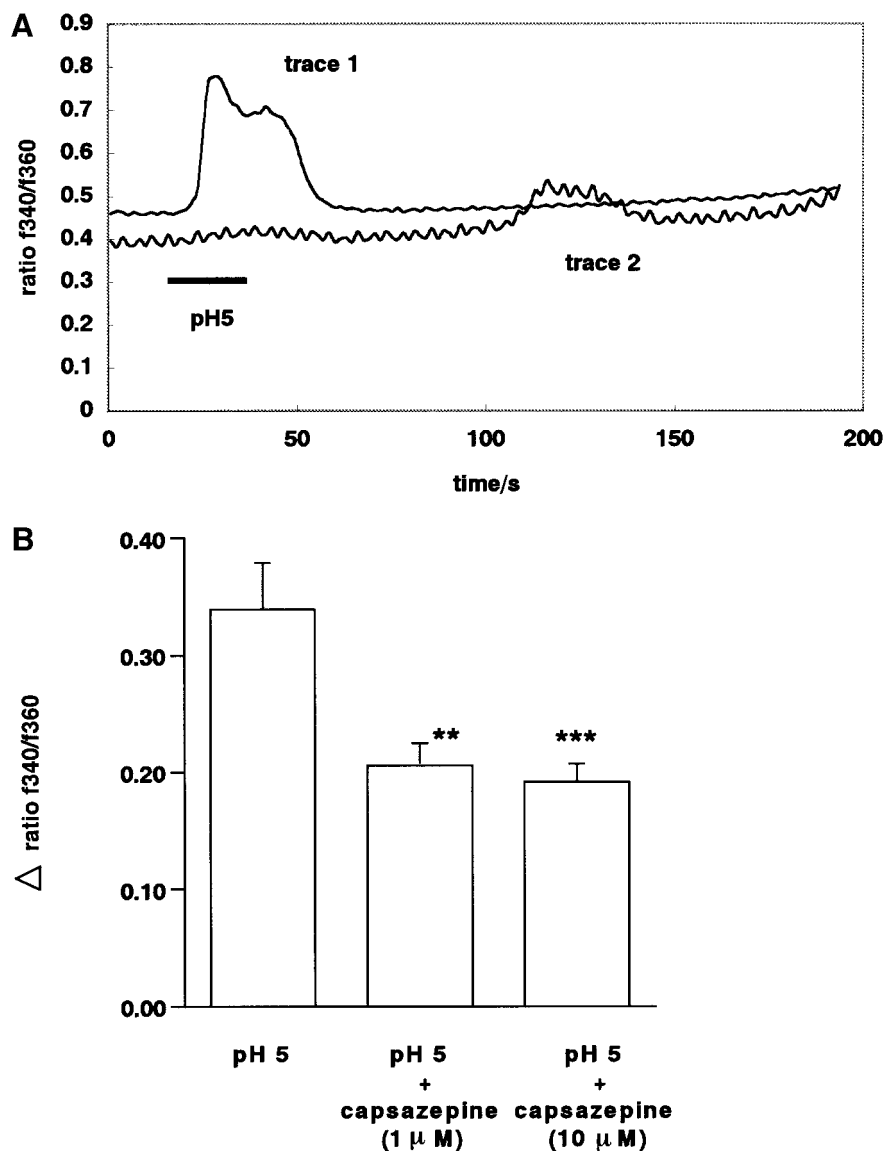 A
0.9
0.8
0.7
0.6
0.5
0.4
0.3
0.2
0.1
0
ratio f340/f360
trace 1
trace 2
pH5
0 50 100 150 200
time/s
B
0.40
0.30
0.20
0.10
0.00
△ ratio f340/f360
** ***
pH 5 pH 5 pH 5
+ +
capsazepine capsazepine
(1 μ M) (10 μ M)